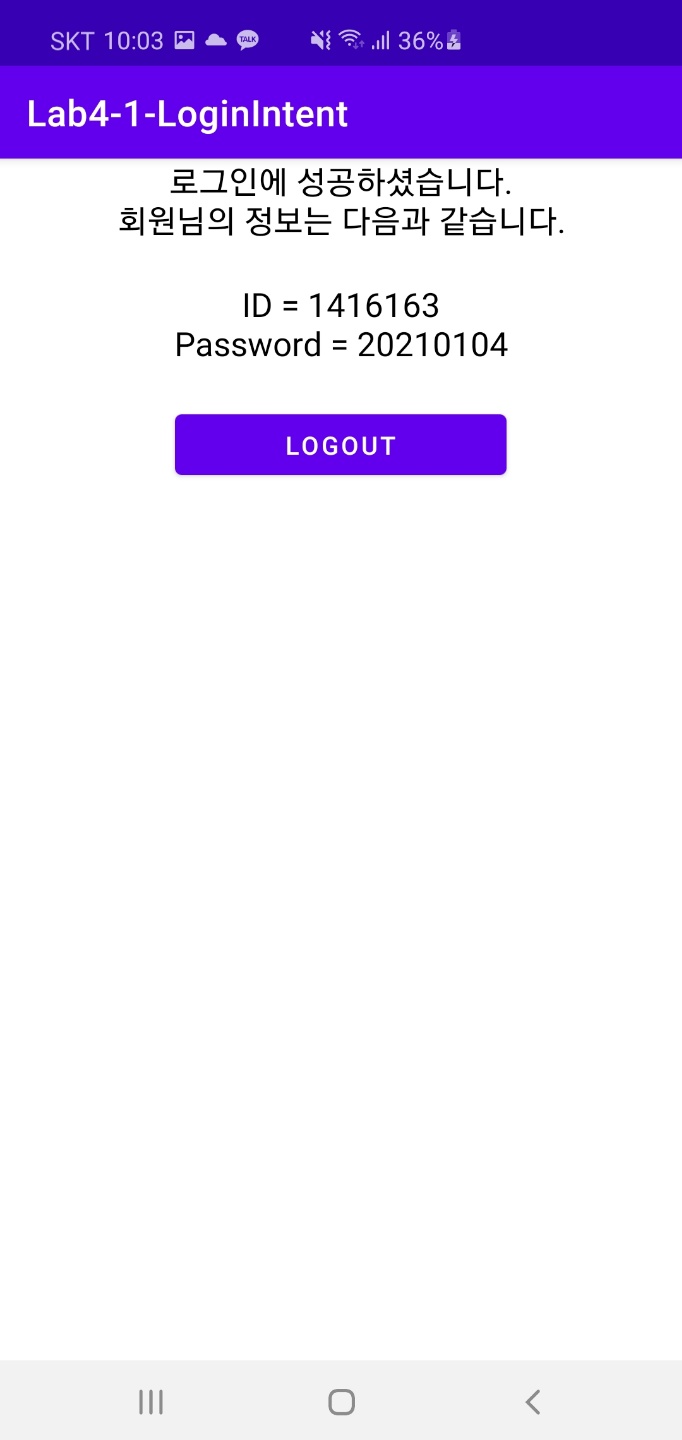 SKT 10:03 TALK 36%
Lab4-1-LoginIntent
로그인에 성공하셨습니다.
회원님의 정보는 다음과 같습니다.
ID = 1416163
Password = 20210104
LOGOUT